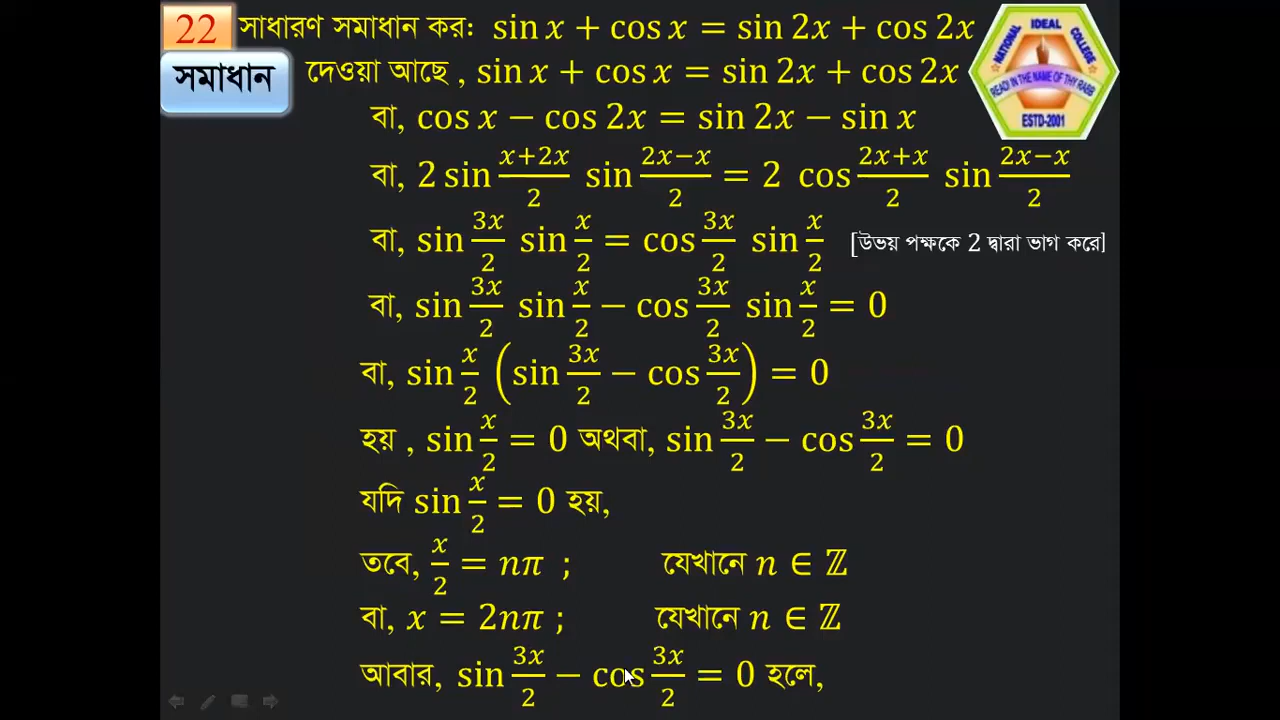 22 সাধারণ সমাধান কর: sin x + cos x = sin 2x + cos 2x
সমাধান
দেওয়া আছে , sin x + cos x = sin 2x + cos 2x
বা, cos x − cos 2x = sin 2x − sin x
বা, 2 sin (x+2x)/2 sin (2x−x)/2 = 2 cos (2x+x)/2 sin (2x−x)/2
বা, sin 3x/2 sin x/2 = cos 3x/2 sin x/2 [উভয় পক্ষকে 2 দ্বারা ভাগ করে]
বা, sin 3x/2 sin x/2 − cos 3x/2 sin x/2 = 0
বা, sin x/2 (sin 3x/2 − cos 3x/2) = 0
হয় , sin x/2 = 0 অথবা, sin 3x/2 − cos 3x/2 = 0
যদি sin x/2 = 0 হয়,
তবে, x/2 = nπ ; যেখানে n ∈ ℤ
বা, x = 2nπ ; যেখানে n ∈ ℤ
আবার, sin 3x/2 − cos 3x/2 = 0 হলে,
NATIONAL IDEAL COLLEGE
READ! IN THE NAME OF THY RABB
ESTD-2001